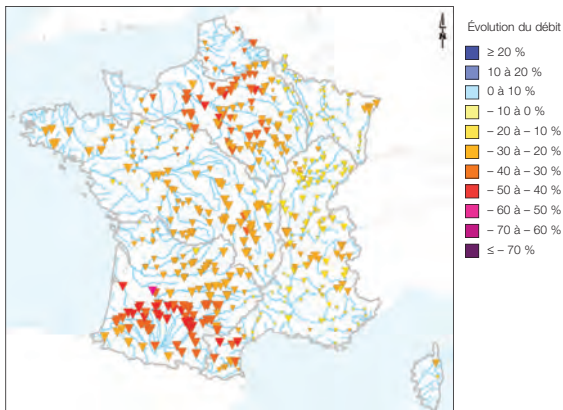 N
Évolution du débit
≥ 20 %
10 à 20 %
0 à 10 %
– 10 à 0 %
– 20 à – 10 %
– 30 à – 20 %
– 40 à – 30 %
– 50 à – 40 %
– 60 à – 50 %
– 70 à – 60 %
≤ – 70 %